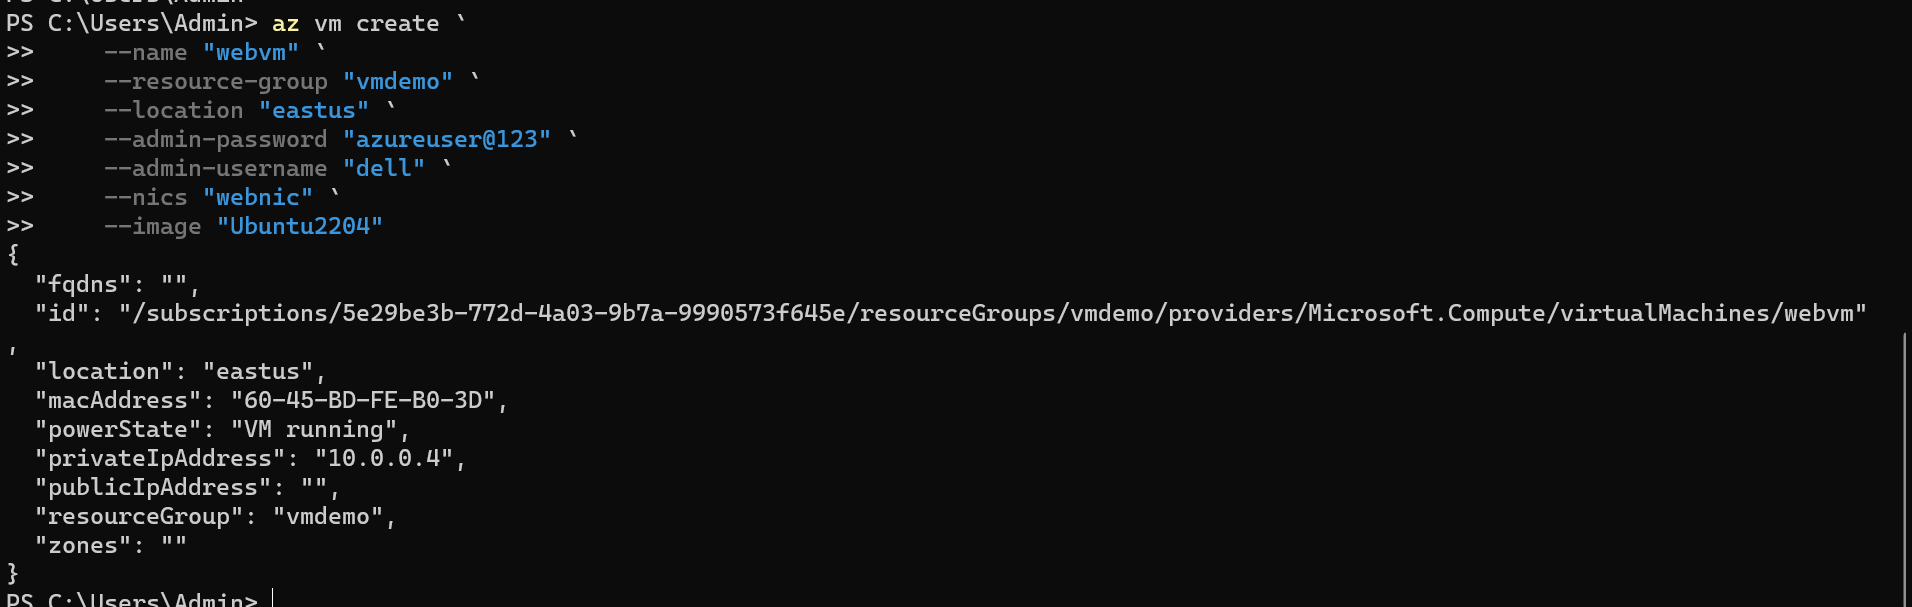 PS C:\Users\Admin> az vm create `
>>     --name "webvm" `
>>     --resource-group "vmdemo" `
>>     --location "eastus" `
>>     --admin-password "azureuser@123" `
>>     --admin-username "dell" `
>>     --nics "webnic" `
>>     --image "Ubuntu2204"
{
  "fqdns": "",
  "id": "/subscriptions/5e29be3b-772d-4a03-9b7a-9990573f645e/resourceGroups/vmdemo/providers/Microsoft.Compute/virtualMachines/webvm"
,
  "location": "eastus",
  "macAddress": "60-45-BD-FE-B0-3D",
  "powerState": "VM running",
  "privateIpAddress": "10.0.0.4",
  "publicIpAddress": "",
  "resourceGroup": "vmdemo",
  "zones": ""
}
PS C:\Users\Admin>